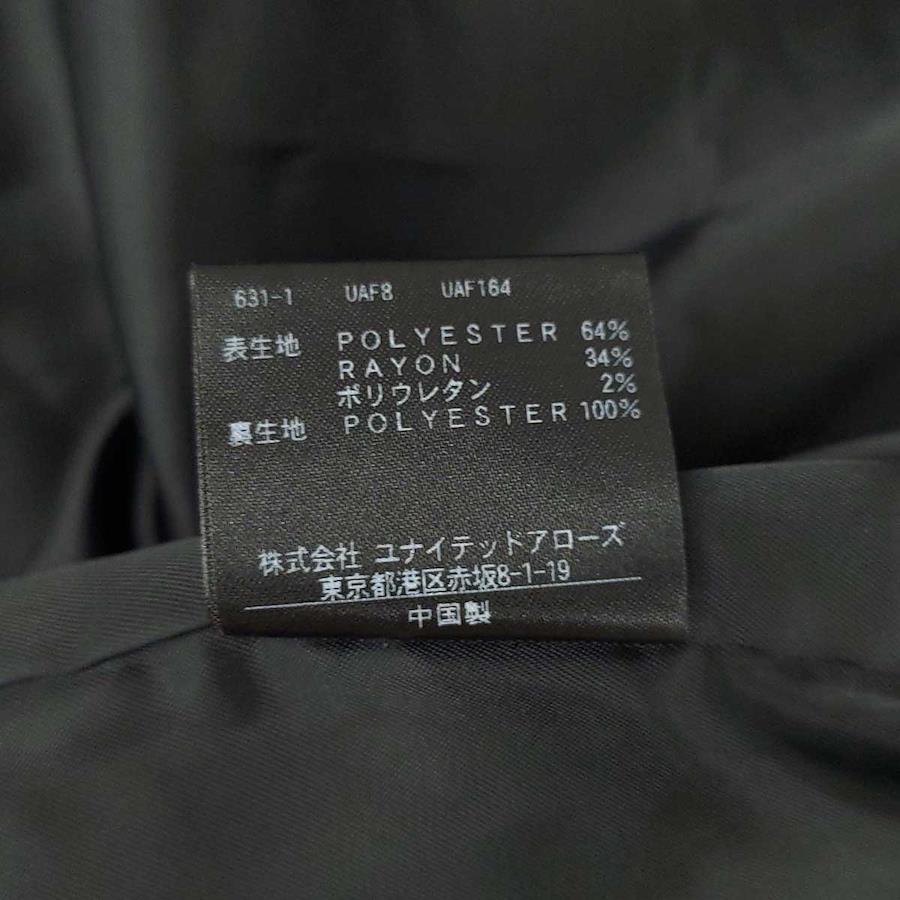 631-1 UAF8 UAF164
表生地 POLYESTER 64%
RAYON 34%
ポリウレタン 2%
裏生地 POLYESTER 100%
株式会社 ユナイテッドアローズ
東京都港区赤坂8-1-19
中国製